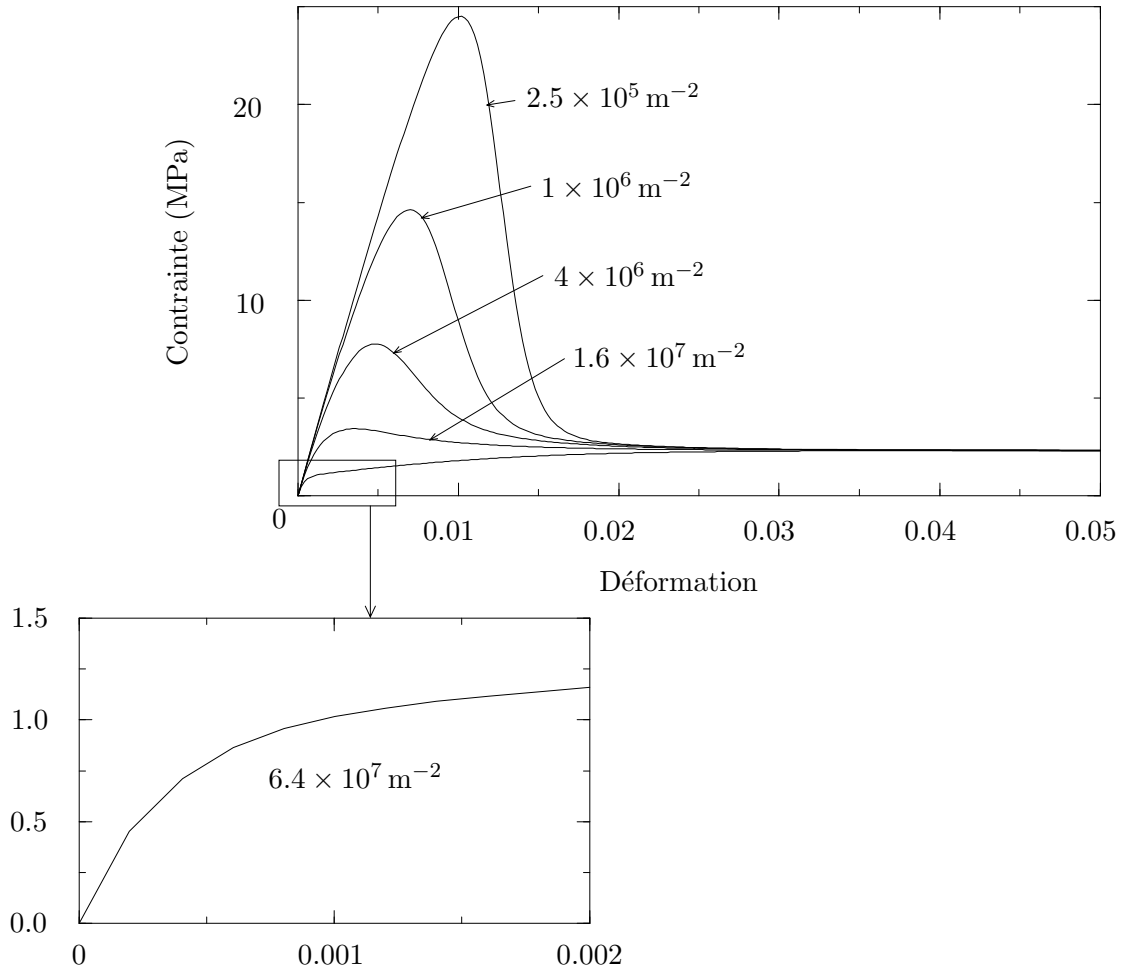 20
10
0
0.01
0.02
0.03
0.04
0.05
Contrainte (MPa)
Déformation
2.5 × 10⁵ m⁻²
1 × 10⁶ m⁻²
4 × 10⁶ m⁻²
1.6 × 10⁷ m⁻²
1.5
1.0
0.5
0.0
0
0.001
0.002
6.4 × 10⁷ m⁻²